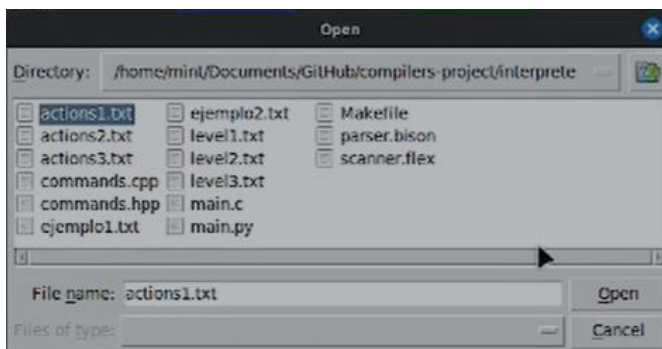 Open
Directory: /home/mint/Documents/GitHub/compilers-project/interprete
actions1.txt ejemplo2.txt Makefile
actions2.txt level1.txt parser.bison
actions3.txt level2.txt scanner.flex
commands.cpp level3.txt
commands.hpp main.c
ejemplo1.txt main.py
File name: actions1.txt Open
Files of type: Cancel